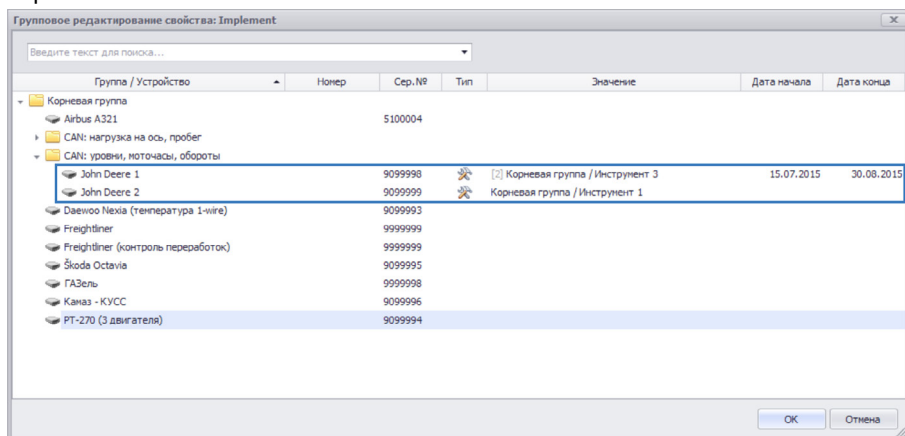 Групповое редактирование свойства: Implement
Введите текст для поиска...
Группа / Устройство Номер Сер.№ Тип Значение Дата начала Дата конца
Корневая группа
Airbus A321 5100004
CAN: нагрузка на ось, пробег
CAN: уровни, моточасы, обороты
John Deere 1 9099998 [2] Корневая группа / Инструмент 3 15.07.2015 30.08.2015
John Deere 2 9099999 Корневая группа / Инструмент 1
Daewoo Nexia (температура 1-wire) 9099993
Freightliner 9999999
Freightliner (контроль переработок) 9999999
Škoda Octavia 9099995
ГАЗель 9999998
Камаз - КУСС 9099996
РТ-270 (3 двигателя) 9099994
OK Отмена